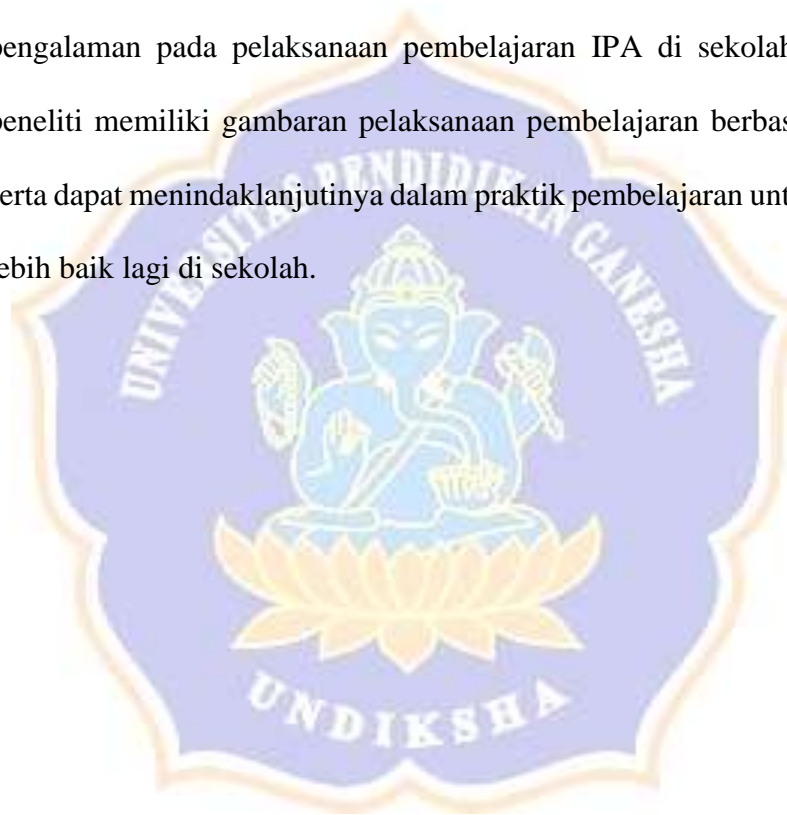 pengalaman pada pelaksanaan pembelajaran IPA di sekolah
peneliti memiliki gambaran pelaksanaan pembelajaran berbas
erta dapat menindaklanjutinya dalam praktik pembelajaran unt
ebih baik lagi di sekolah.
UNIVERSITAS PENDIDIKAN GANESHA
UNDIKSHA